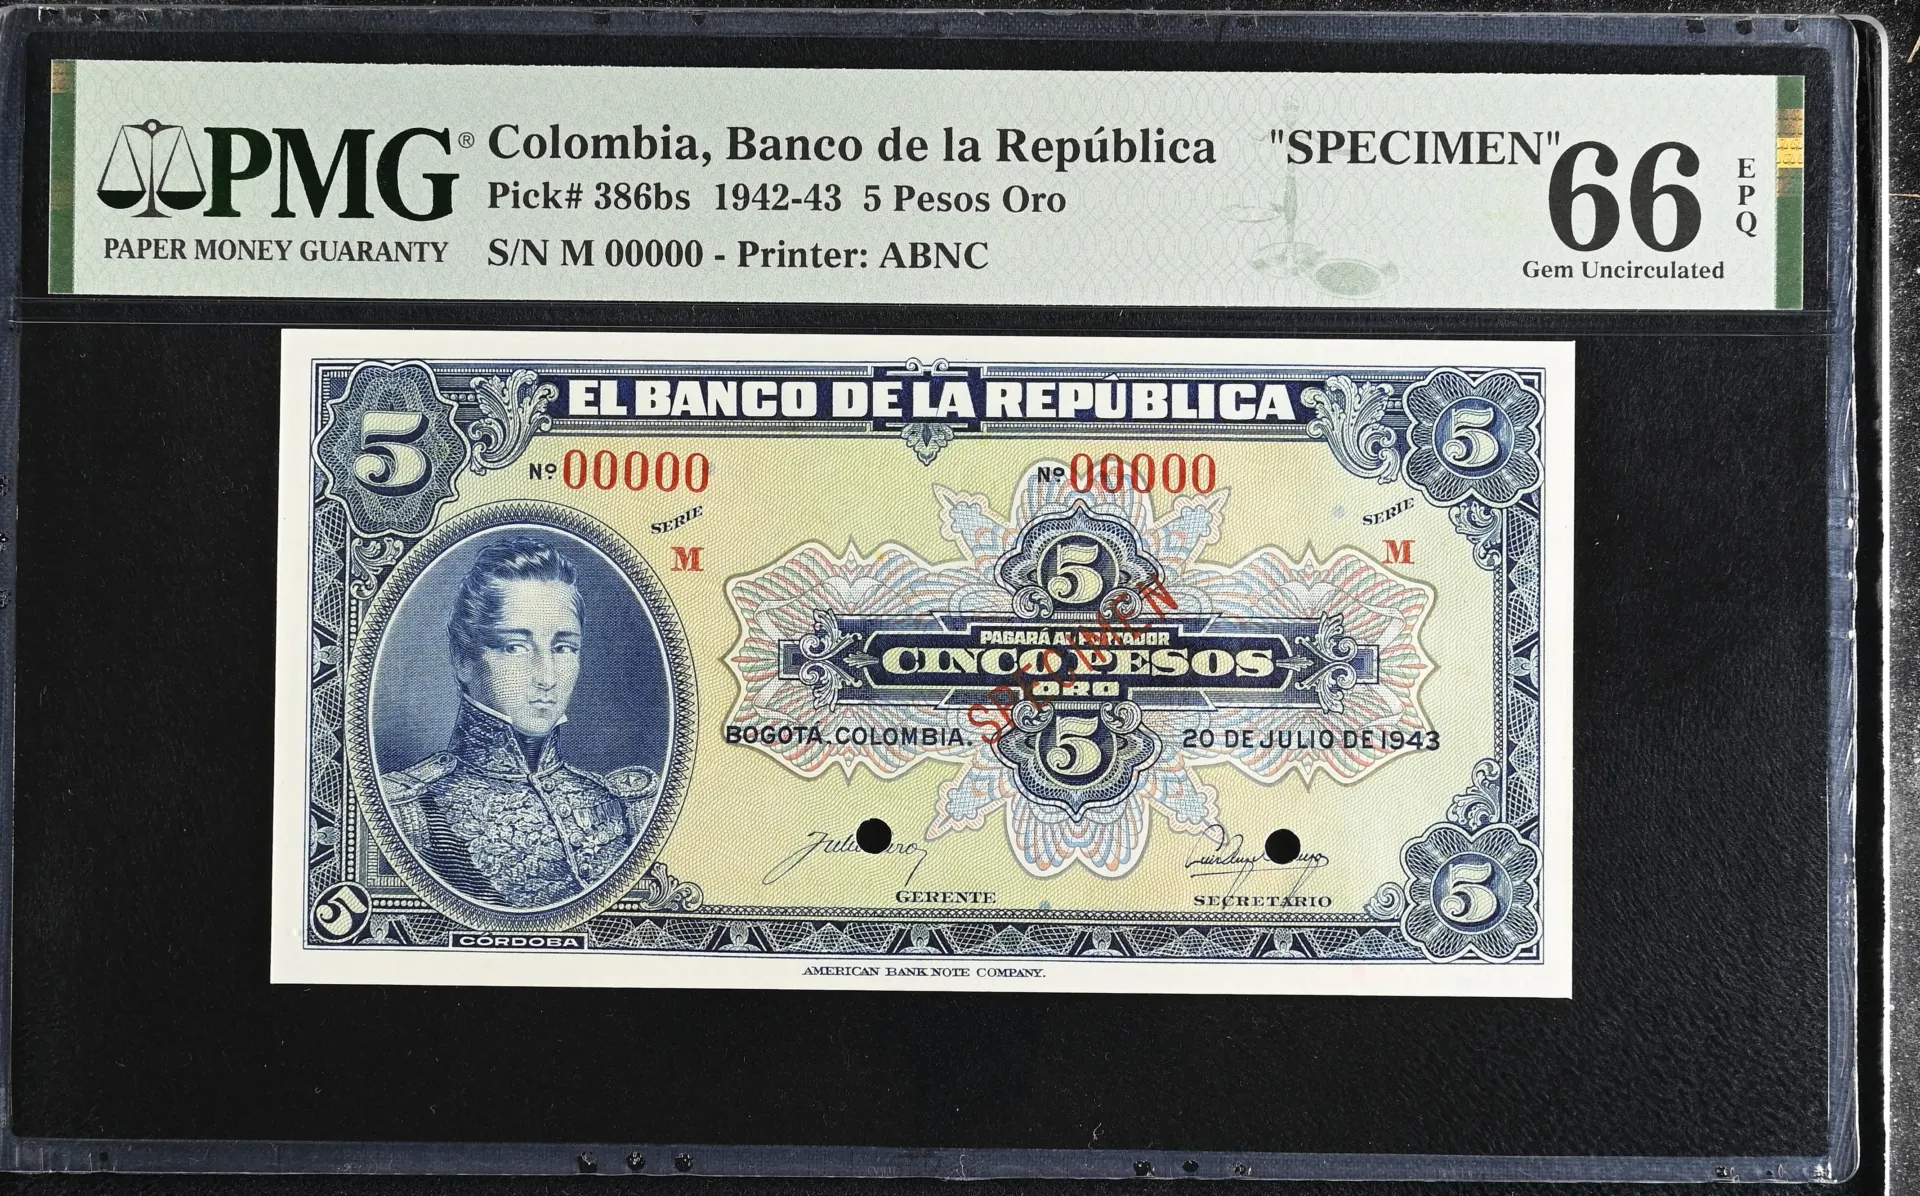 PMG® Colombia, Banco de la República "SPECIMEN" 66 EPQ
Pick# 386bs 1942-43 5 Pesos Oro
PAPER MONEY GUARANTY S/N M 00000 - Printer: ABNC Gem Uncirculated
5 EL BANCO DE LA REPÚBLICA 5
Nº 00000 Nº 00000
SERIE SERIE
M M
5
PAGARÁ AL PORTADOR
CINCO PESOS
ORO
SPECIMEN
BOGOTÁ, COLOMBIA. 20 DE JULIO DE 1943
5
GERENTE SECRETARIO
5 5
CÓRDOBA
AMERICAN BANK NOTE COMPANY.